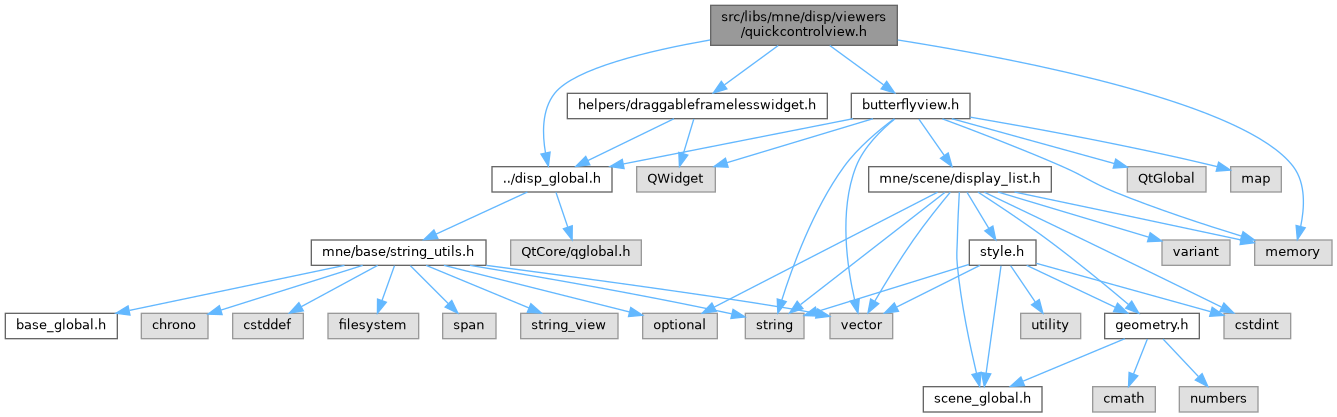 src/libs/mne/disp/viewers
/quickcontrolview.h
helpers/draggableframelesswidget.h
butterflyview.h
../disp_global.h
QWidget
mne/scene/display_list.h
QtGlobal
map
mne/base/string_utils.h
QtCore/qglobal.h
style.h
variant
memory
base_global.h
chrono
cstddef
filesystem
span
string_view
optional
string
vector
utility
geometry.h
cstdint
scene_global.h
cmath
numbers